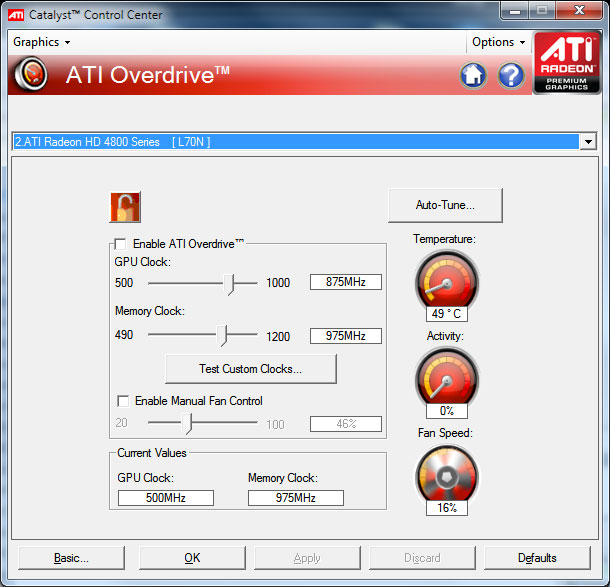 ATI Catalyst™ Control Center
Graphics Options
ATI Overdrive™
ATI
RADEON
PREMIUM
GRAPHICS
2.ATI Radeon HD 4800 Series [ L70N ]
Auto-Tune...
Enable ATI Overdrive™
GPU Clock:
500 1000 875MHz
Memory Clock:
490 1200 975MHz
Test Custom Clocks...
Enable Manual Fan Control
20 100 46%
Current Values
GPU Clock: Memory Clock:
500MHz 975MHz
Temperature:
49 ° C
Activity:
0%
Fan Speed:
16%
Basic... OK Apply Discard Defaults